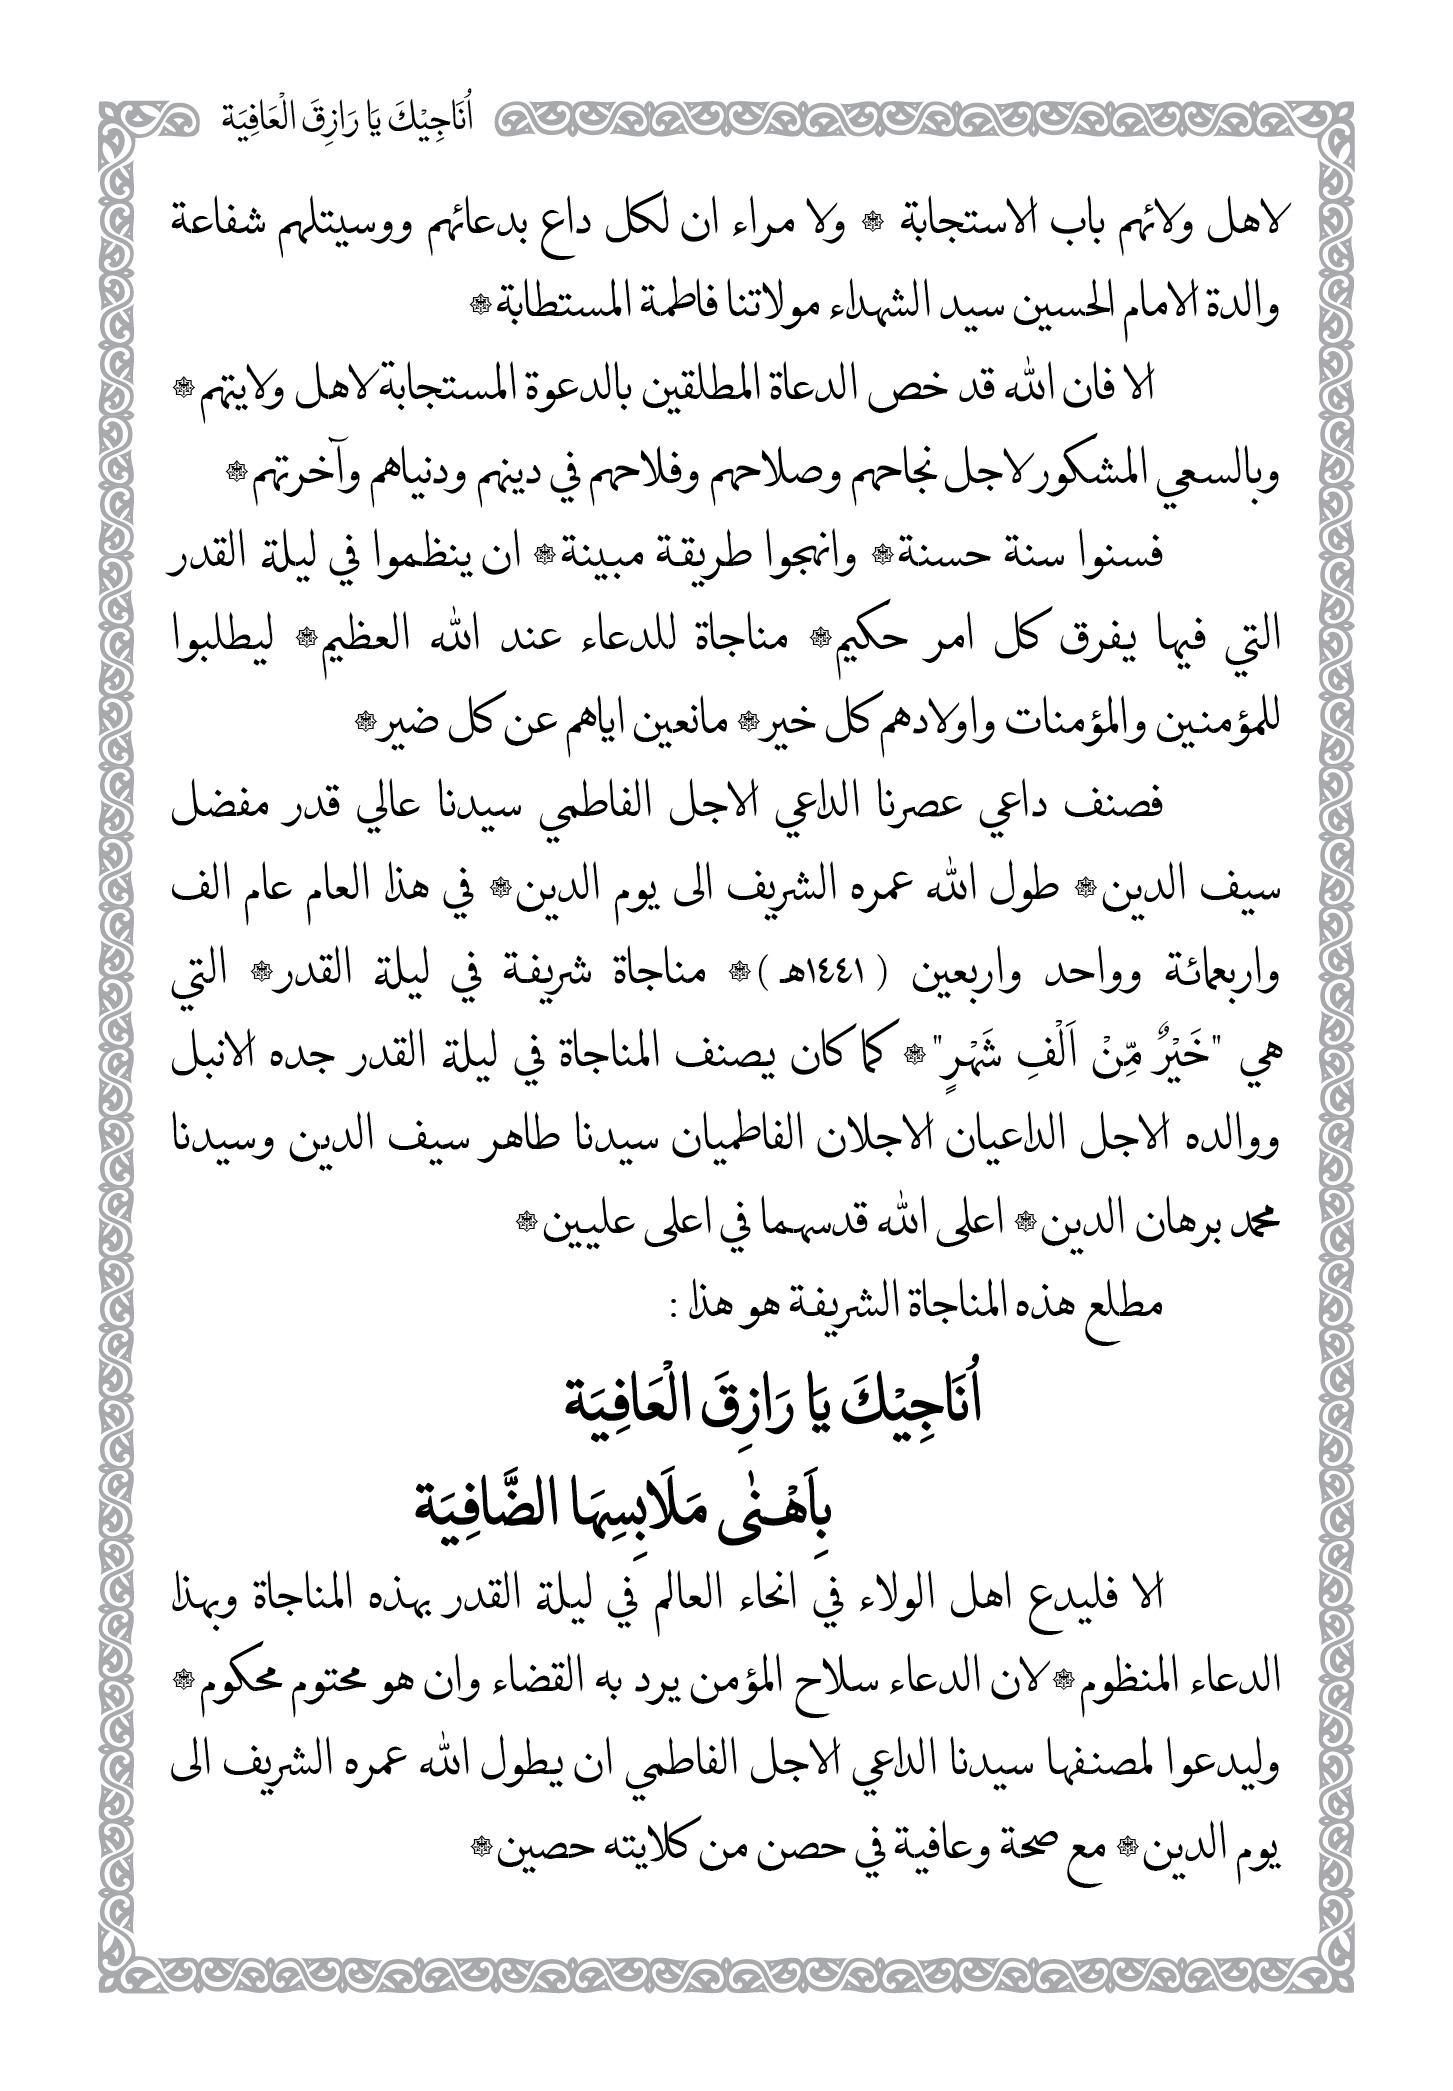 اُنَاجِيْكَ يَا رَازِقَ الْعَافِيَة
لاهل ولائهم باب الاستجابة ۞ ولا مراء ان لكل داع بدعائهم ووسيتلهم شفاعة
والدة الامام الحسين سيد الشهداء مولاتنا فاطمة المستطابة۞
الا فان الله قد خص الدعاة المطلقين بالدعوة المستجابة لاهل ولايتهم۞
وبالسعي المشكور لاجل نجاحهم وصلاحهم وفلاحهم في دينهم ودنياهم وآخرتهم۞
فسنوا سنة حسنة۞ وانهجوا طريقة مبينة۞ ان ينظموا في ليلة القدر
التي فيها يفرق كل امر حكيم۞ مناجاة للدعاء عند الله العظيم۞ ليطلبوا
للمؤمنين والمؤمنات واولادهم كل خير۞ مانعين اياهم عن كل ضير۞
فصنف داعي عصرنا الداعي الاجل الفاطمي سيدنا عالي قدر مفضل
سيف الدين۞ طول الله عمره الشريف الى يوم الدين۞ في هذا العام عام الف
واربعمائة وواحد واربعين ( ١٤٤١هـ )۞ مناجاة شريفة في ليلة القدر۞ التي
هي "خَيْرٌ مِّنْ اَلْفِ شَهْرٍ"۞ كما كان يصنف المناجاة في ليلة القدر جده الانبل
ووالده الاجل الداعيان الاجلان الفاطميان سيدنا طاهر سيف الدين وسيدنا
محمد برهان الدين۞ اعلى الله قدسهما في اعلى عليين۞
مطلع هذه المناجاة الشريفة هو هذا :
اُنَاجِيْكَ يَا رَازِقَ الْعَافِيَة
بِاَهْنٰى مَلَابِسِهَا الضَّافِيَة
الا فليدع اهل الولاء في انحاء العالم في ليلة القدر بهذه المناجاة وبهذا
الدعاء المنظوم۞ لان الدعاء سلاح المؤمن يرد به القضاء وان هو محتوم محكوم۞
وليدعوا لمصنفها سيدنا الداعي الاجل الفاطمي ان يطول الله عمره الشريف الى
يوم الدين۞ مع صحة وعافية في حصن من كلايته حصين۞